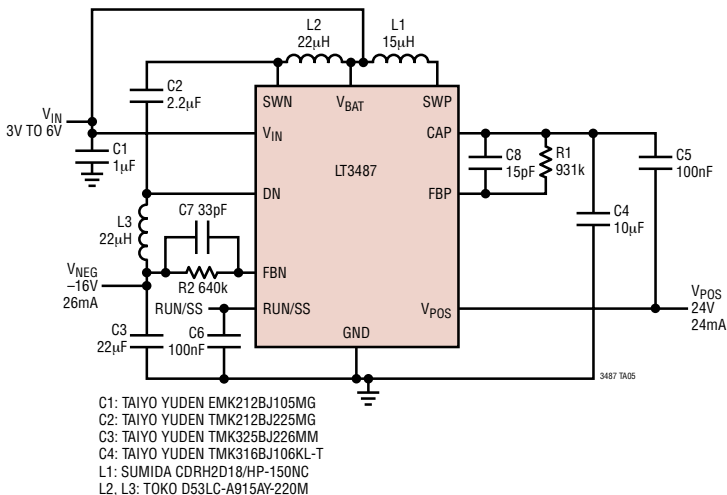 L2
22µH
L1
15µH
C2
2.2µF
SWN
VBAT
SWP
VIN
3V TO 6V
VIN
CAP
C1
1µF
LT3487
C8
15pF
R1
931k
C5
100nF
DN
FBP
L3
22µH
C7 33pF
C4
10µF
VNEG
–16V
26mA
R2 640k
FBN
RUN/SS
RUN/SS
VPOS
VPOS
24V
24mA
C3
22µF
C6
100nF
GND
3487 TA05
C1: TAIYO YUDEN EMK212BJ105MG
C2: TAIYO YUDEN TMK212BJ225MG
C3: TAIYO YUDEN TMK325BJ226MM
C4: TAIYO YUDEN TMK316BJ106KL-T
L1: SUMIDA CDRH2D18/HP-150NC
L2, L3: TOKO D53LC-A915AY-220M